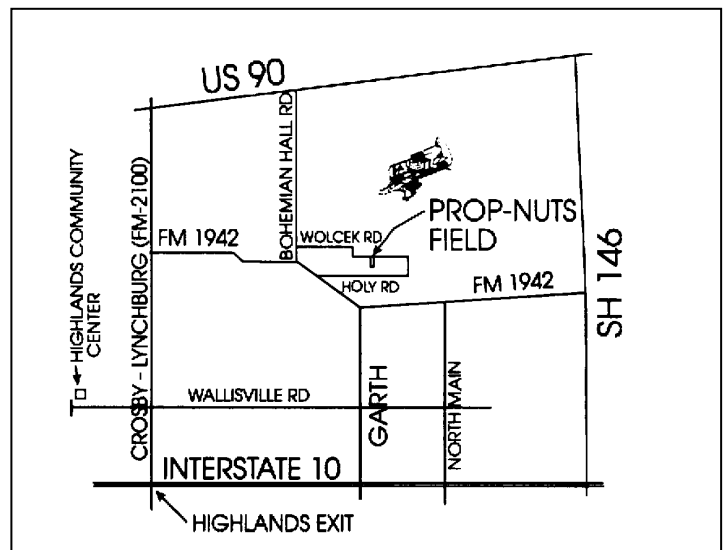 US 90
BOHEMIAN HALL RD
HIGHLANDS COMMUNITY
CENTER
CROSBY - LYNCHBURG (FM-2100)
FM 1942
WOLCEK RD
PROP-NUTS
FIELD
HOLY RD
FM 1942
SH 146
WALLISVILLE RD
GARTH
NORTH MAIN
INTERSTATE 10
HIGHLANDS EXIT